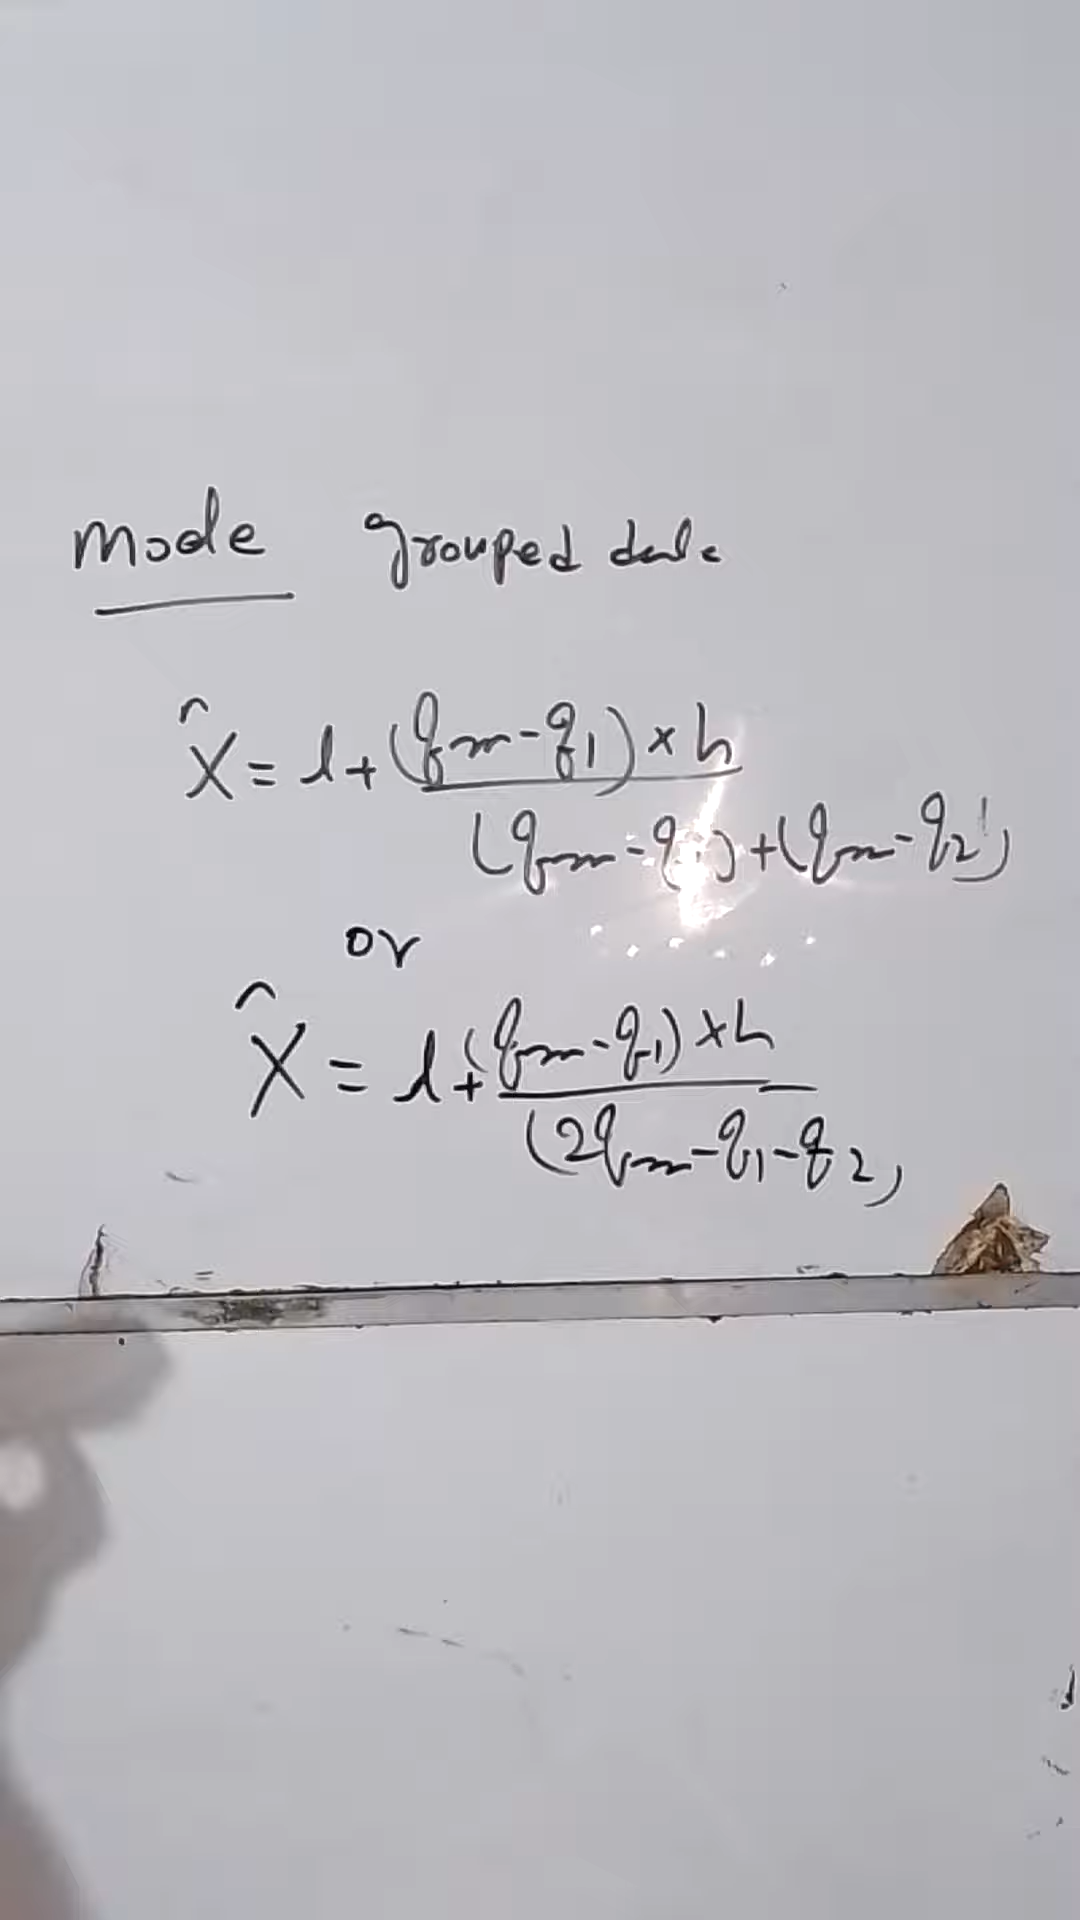 mode grouped data
X̂ = l + (fm - f1) × h / (fm - f1) + (fm - f2)
or
X̂ = l + (fm - f1) × h / (2fm - f1 - f2)